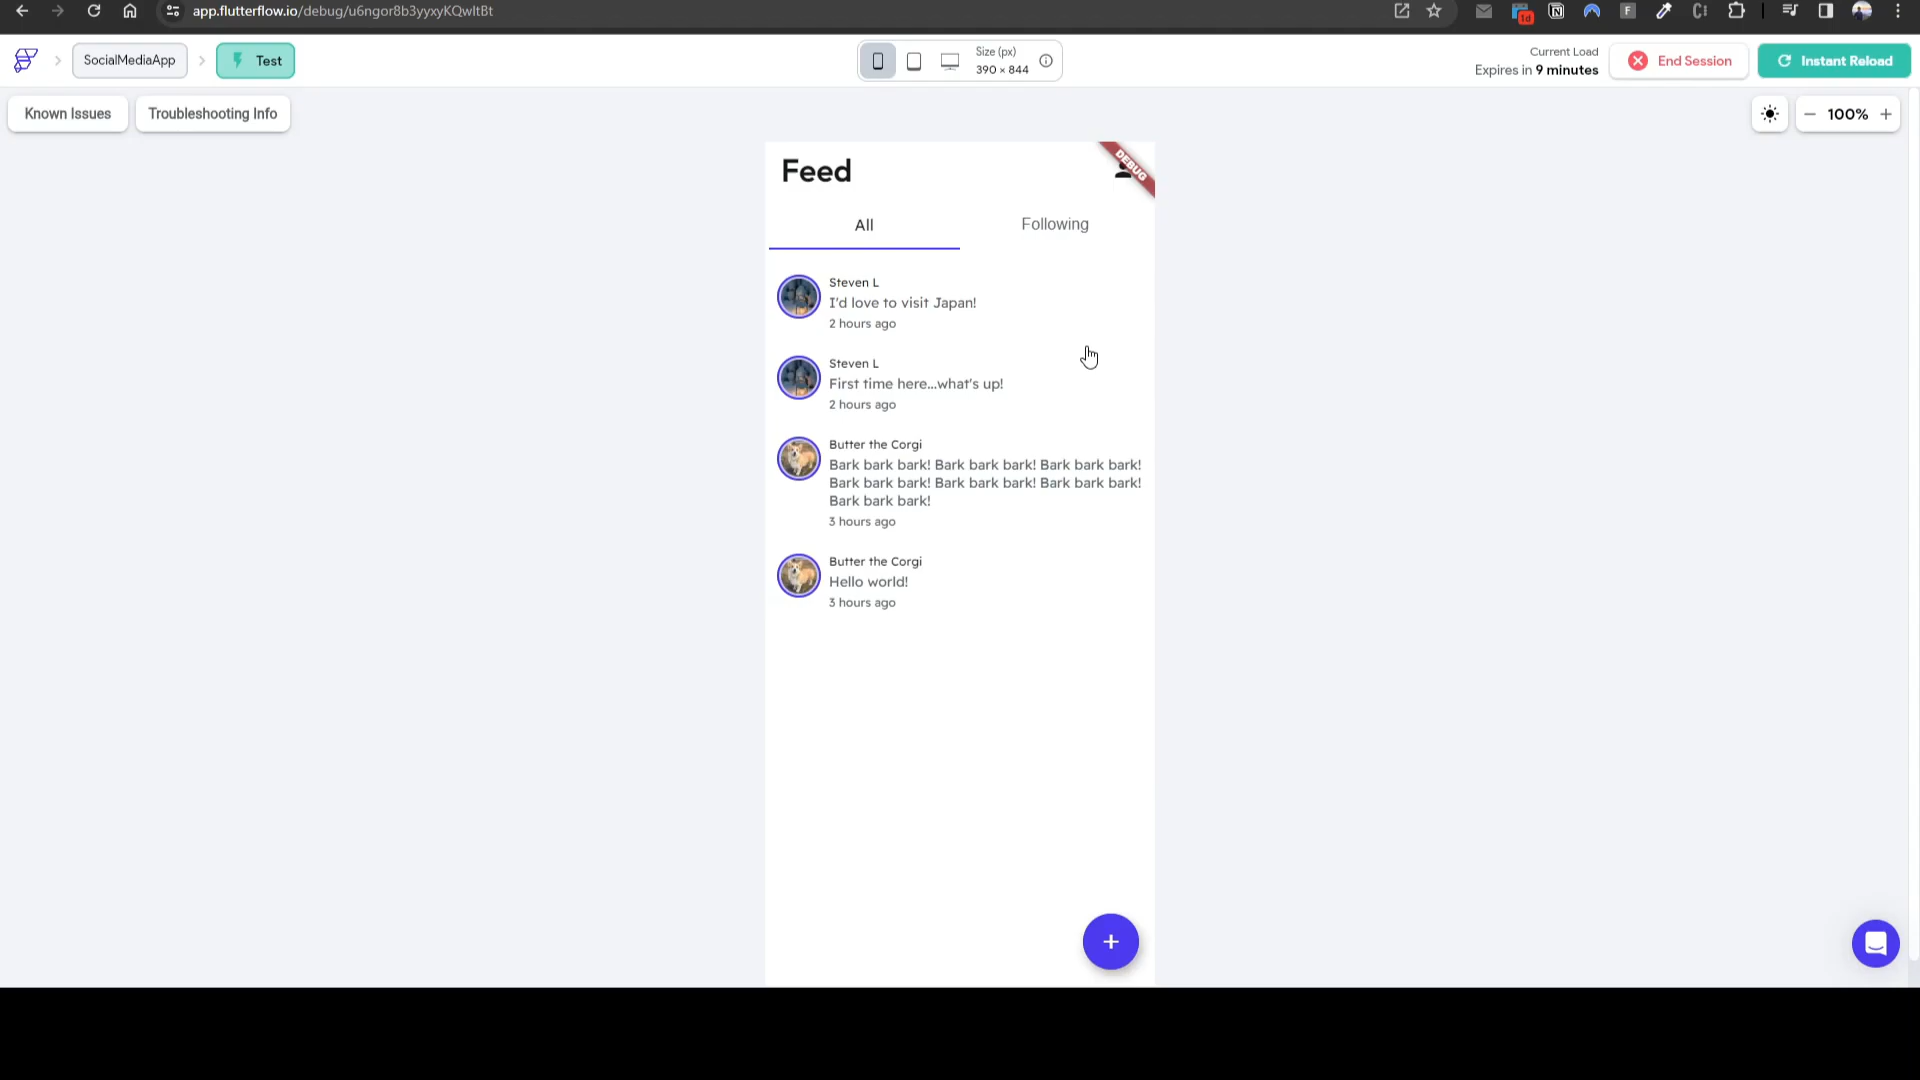 app.flutterflow.io/debug/u6ngor8b3yyxyKQwltBt
1d
SocialMediaApp
Test
Size (px)
390 × 844
Current Load
Expires in 9 minutes
End Session
Instant Reload
Known Issues
Troubleshooting Info
100%
Feed
DEBUG
All
Following
Steven L
I'd love to visit Japan!
2 hours ago
Steven L
First time here...what's up!
2 hours ago
Butter the Corgi
Bark bark bark! Bark bark bark! Bark bark bark!
Bark bark bark! Bark bark bark! Bark bark bark!
Bark bark bark!
3 hours ago
Butter the Corgi
Hello world!
3 hours ago